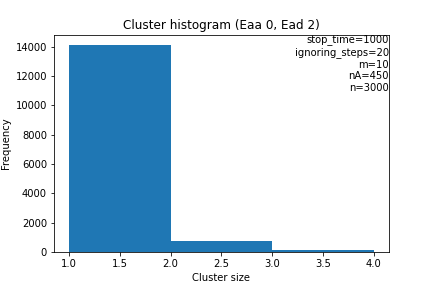 Cluster histogram (Eaa 0, Ead 2)
stop_time=1000
ignoring_steps=20
m=10
nA=450
n=3000
14000
12000
10000
8000
6000
4000
2000
0
Frequency
1.0 1.5 2.0 2.5 3.0 3.5 4.0
Cluster size